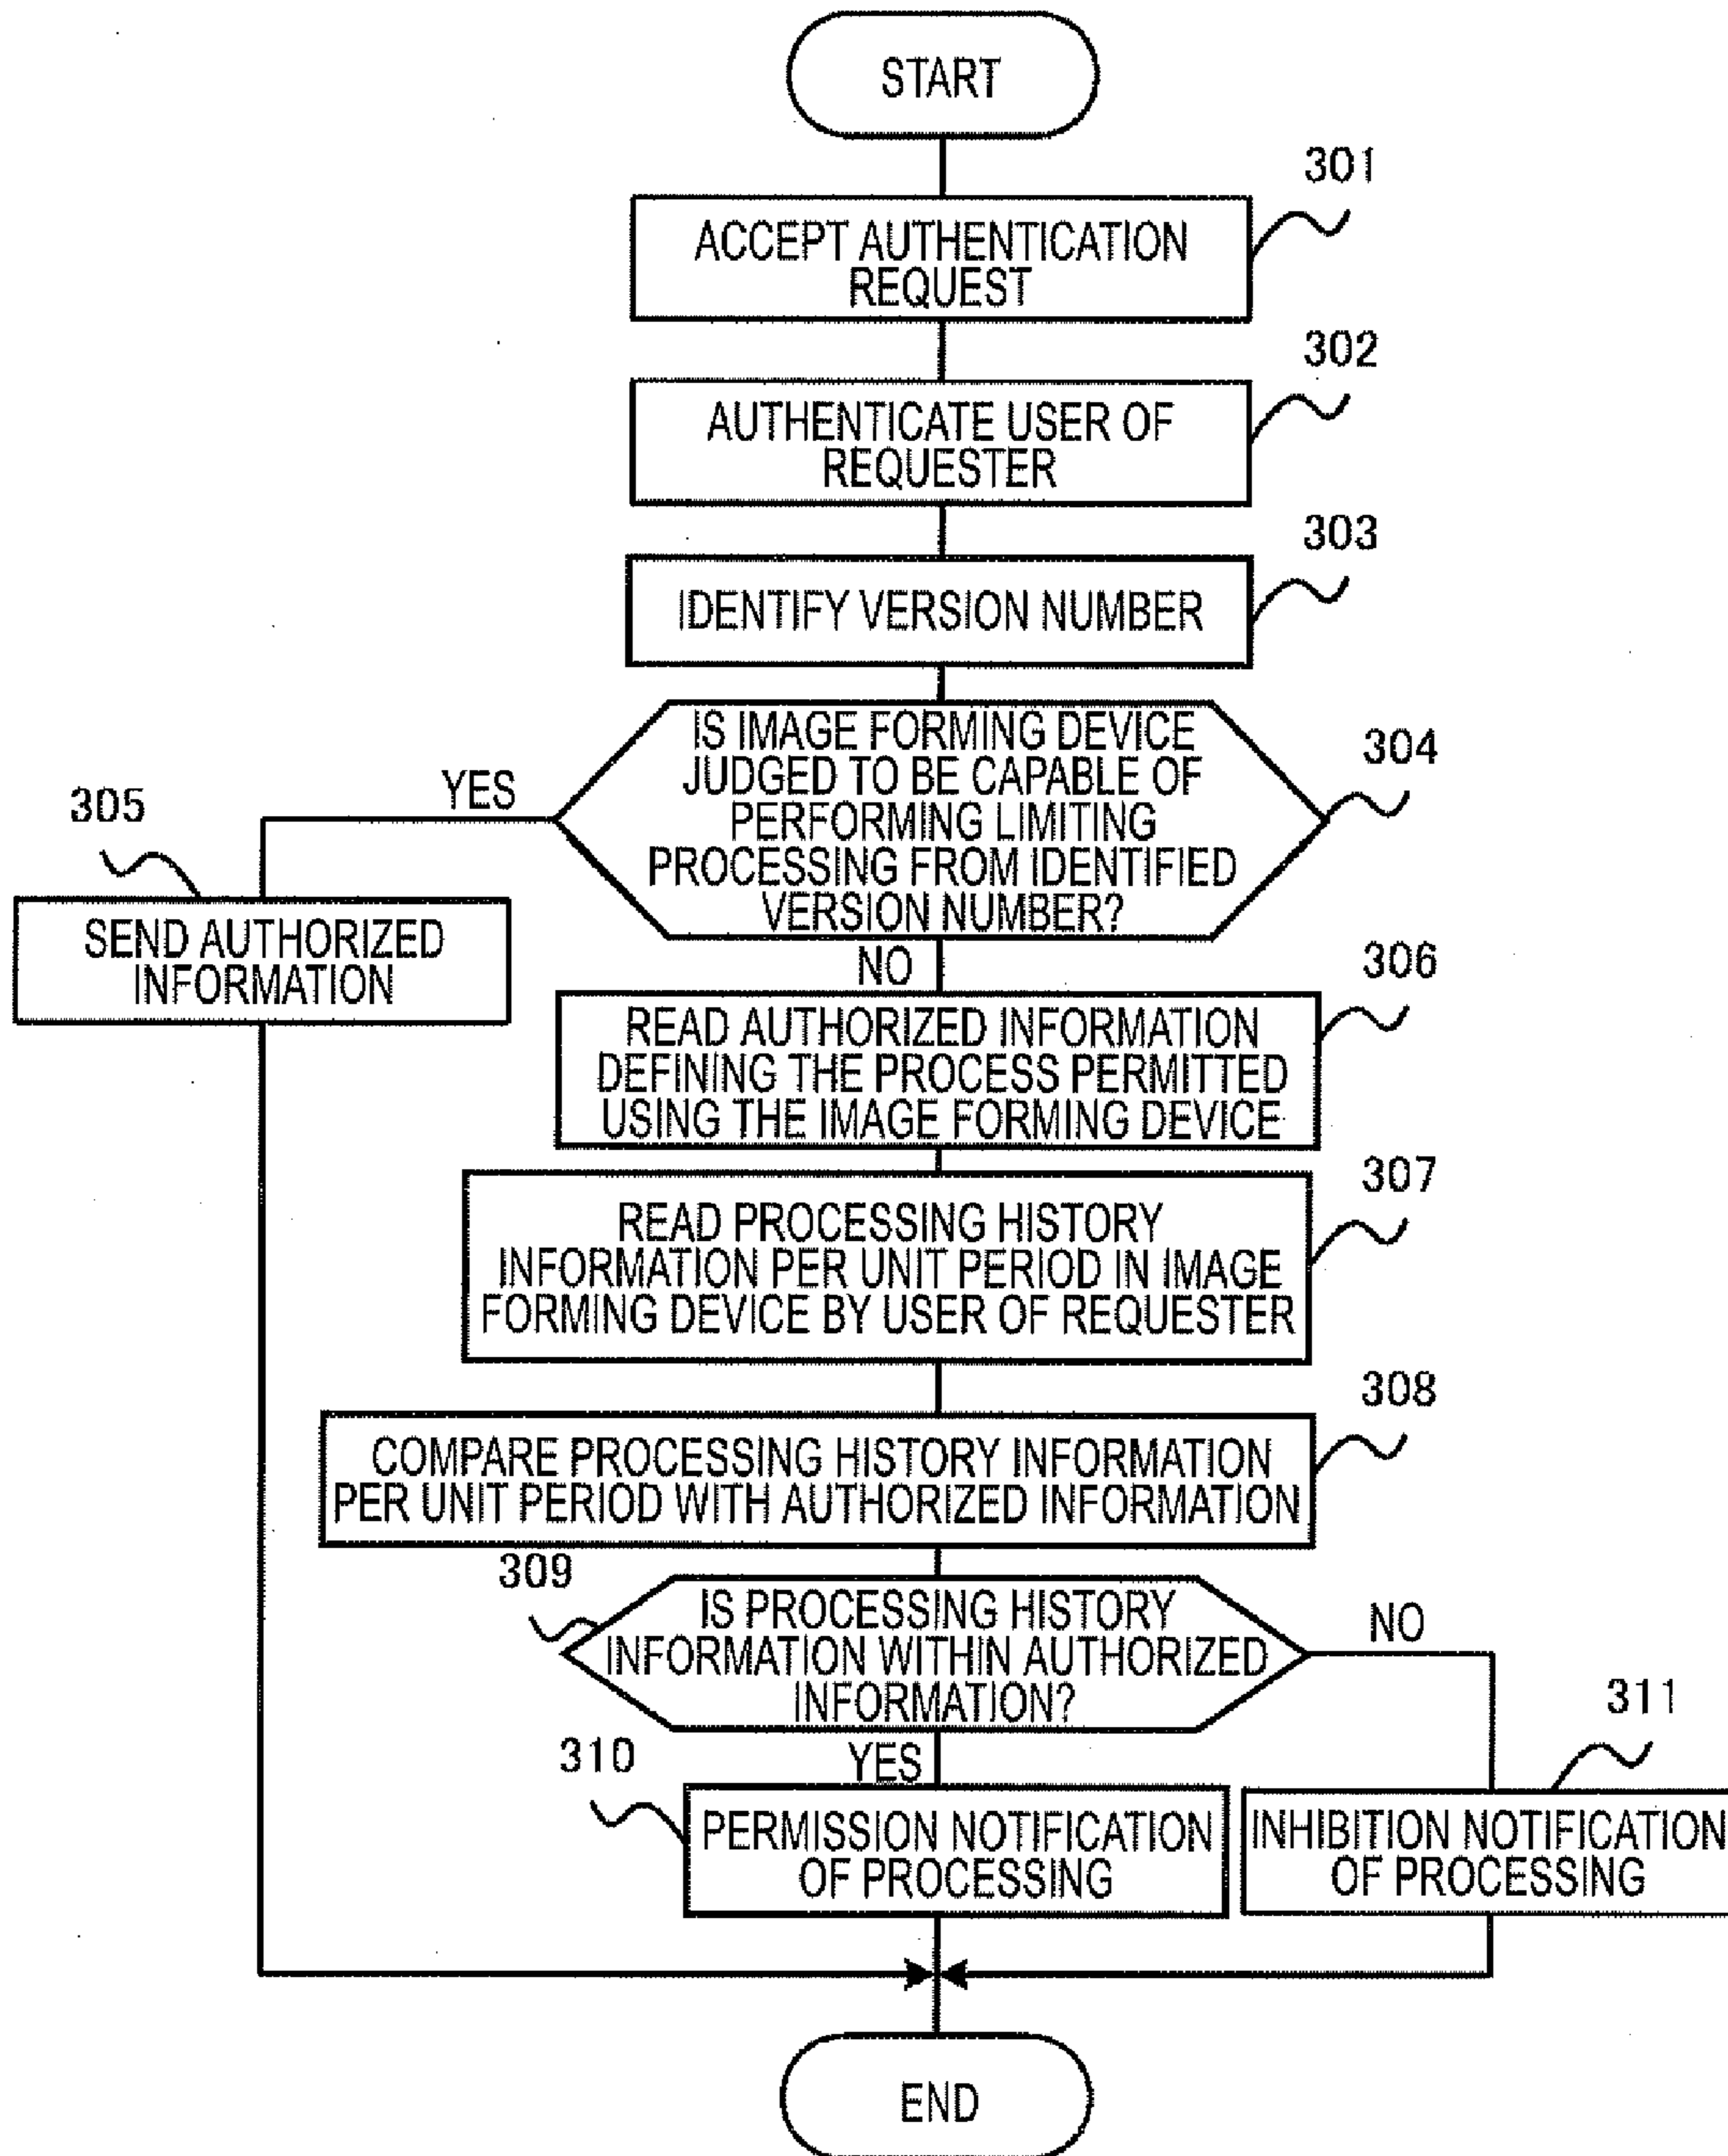 START
301
ACCEPT AUTHENTICATION
REQUEST
302
AUTHENTICATE USER OF
REQUESTER
303
IDENTIFY VERSION NUMBER
304
IS IMAGE FORMING DEVICE
JUDGED TO BE CAPABLE OF
PERFORMING LIMITING
PROCESSING FROM IDENTIFIED
VERSION NUMBER?
YES
305
SEND AUTHORIZED
INFORMATION
NO
306
READ AUTHORIZED INFORMATION
DEFINING THE PROCESS PERMITTED
USING THE IMAGE FORMING DEVICE
307
READ PROCESSING HISTORY
INFORMATION PER UNIT PERIOD IN IMAGE
FORMING DEVICE BY USER OF REQUESTER
308
COMPARE PROCESSING HISTORY INFORMATION
PER UNIT PERIOD WITH AUTHORIZED INFORMATION
309
IS PROCESSING HISTORY
INFORMATION WITHIN AUTHORIZED
INFORMATION?
NO
YES
310
PERMISSION NOTIFICATION
OF PROCESSING
311
INHIBITION NOTIFICATION
OF PROCESSING
END